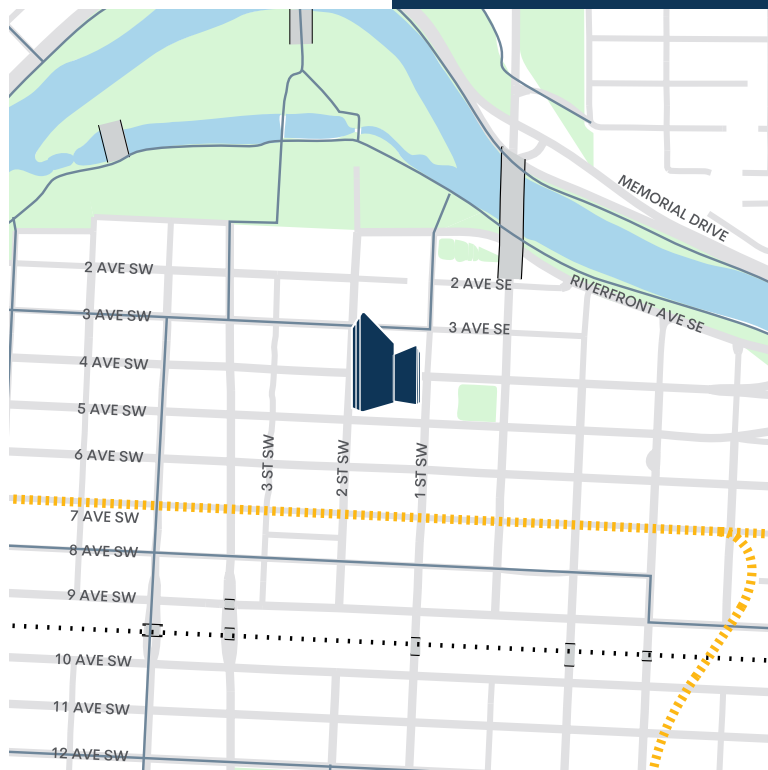 MEMORIAL DRIVE
2 AVE SW
2 AVE SE
RIVERFRONT AVE SE
3 AVE SW
3 AVE SE
4 AVE SW
5 AVE SW
6 AVE SW
3 ST SW
2 ST SW
1 ST SW
7 AVE SW
8 AVE SW
9 AVE SW
10 AVE SW
11 AVE SW
12 AVE SW